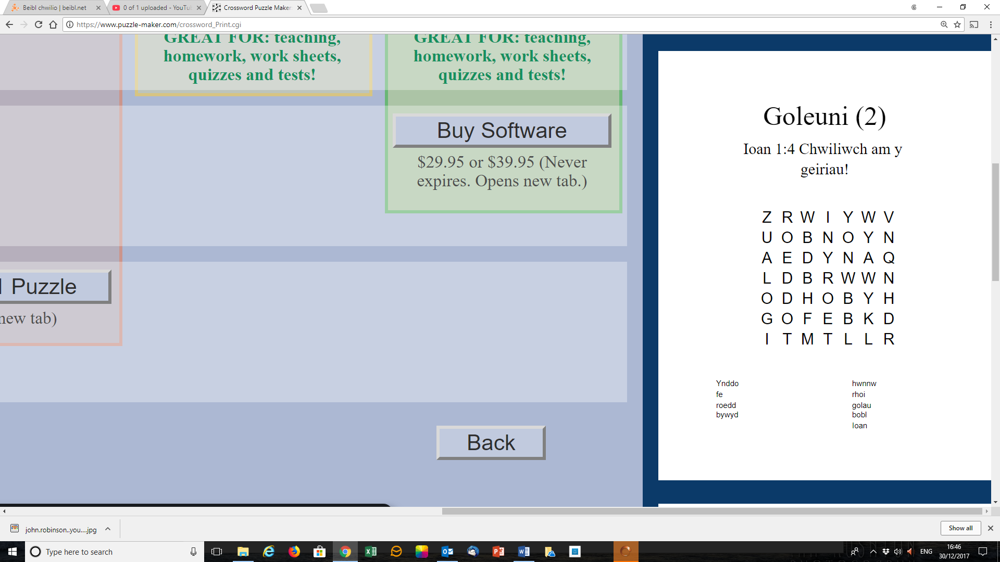 Beibl chwilio | beibl.net
0 of 1 uploaded - YouTu
Crossword Puzzle Maker:
https://www.puzzle-maker.com/crossword_Print.cgi
GREAT FOR: teaching,
homework, work sheets,
quizzes and tests!
GREAT FOR: teaching,
homework, work sheets,
quizzes and tests!
Buy Software
$29.95 or $39.95 (Never
expires. Opens new tab.)
Puzzle
new tab)
Back
Goleuni (2)
Ioan 1:4 Chwiliwch am y
geiriau!
Z R W I Y W V
U O B N O Y N
A E D Y N A Q
L D B R W W N
O D H O B Y H
G O F E B K D
I T M T L L R
Ynddo
fe
roedd
bywyd
hwnnw
rhoi
golau
bobl
Ioan
john.robinson..you....jpg
Show all
Type here to search
ENG
16:46
30/12/2017